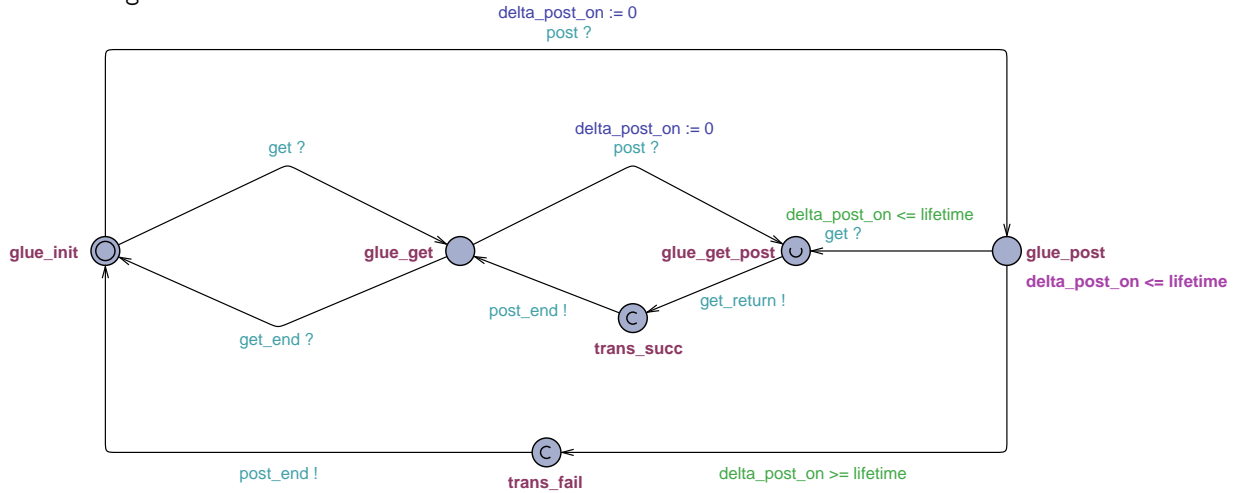 delta_post_on := 0
post ?
delta_post_on := 0
get ?
post ?
delta_post_on <= lifetime
get ?
glue_init
glue_get
glue_get_post
glue_post
delta_post_on <= lifetime
get_return !
post_end !
get_end ?
C
trans_succ
C
post_end !
delta_post_on >= lifetime
trans_fail